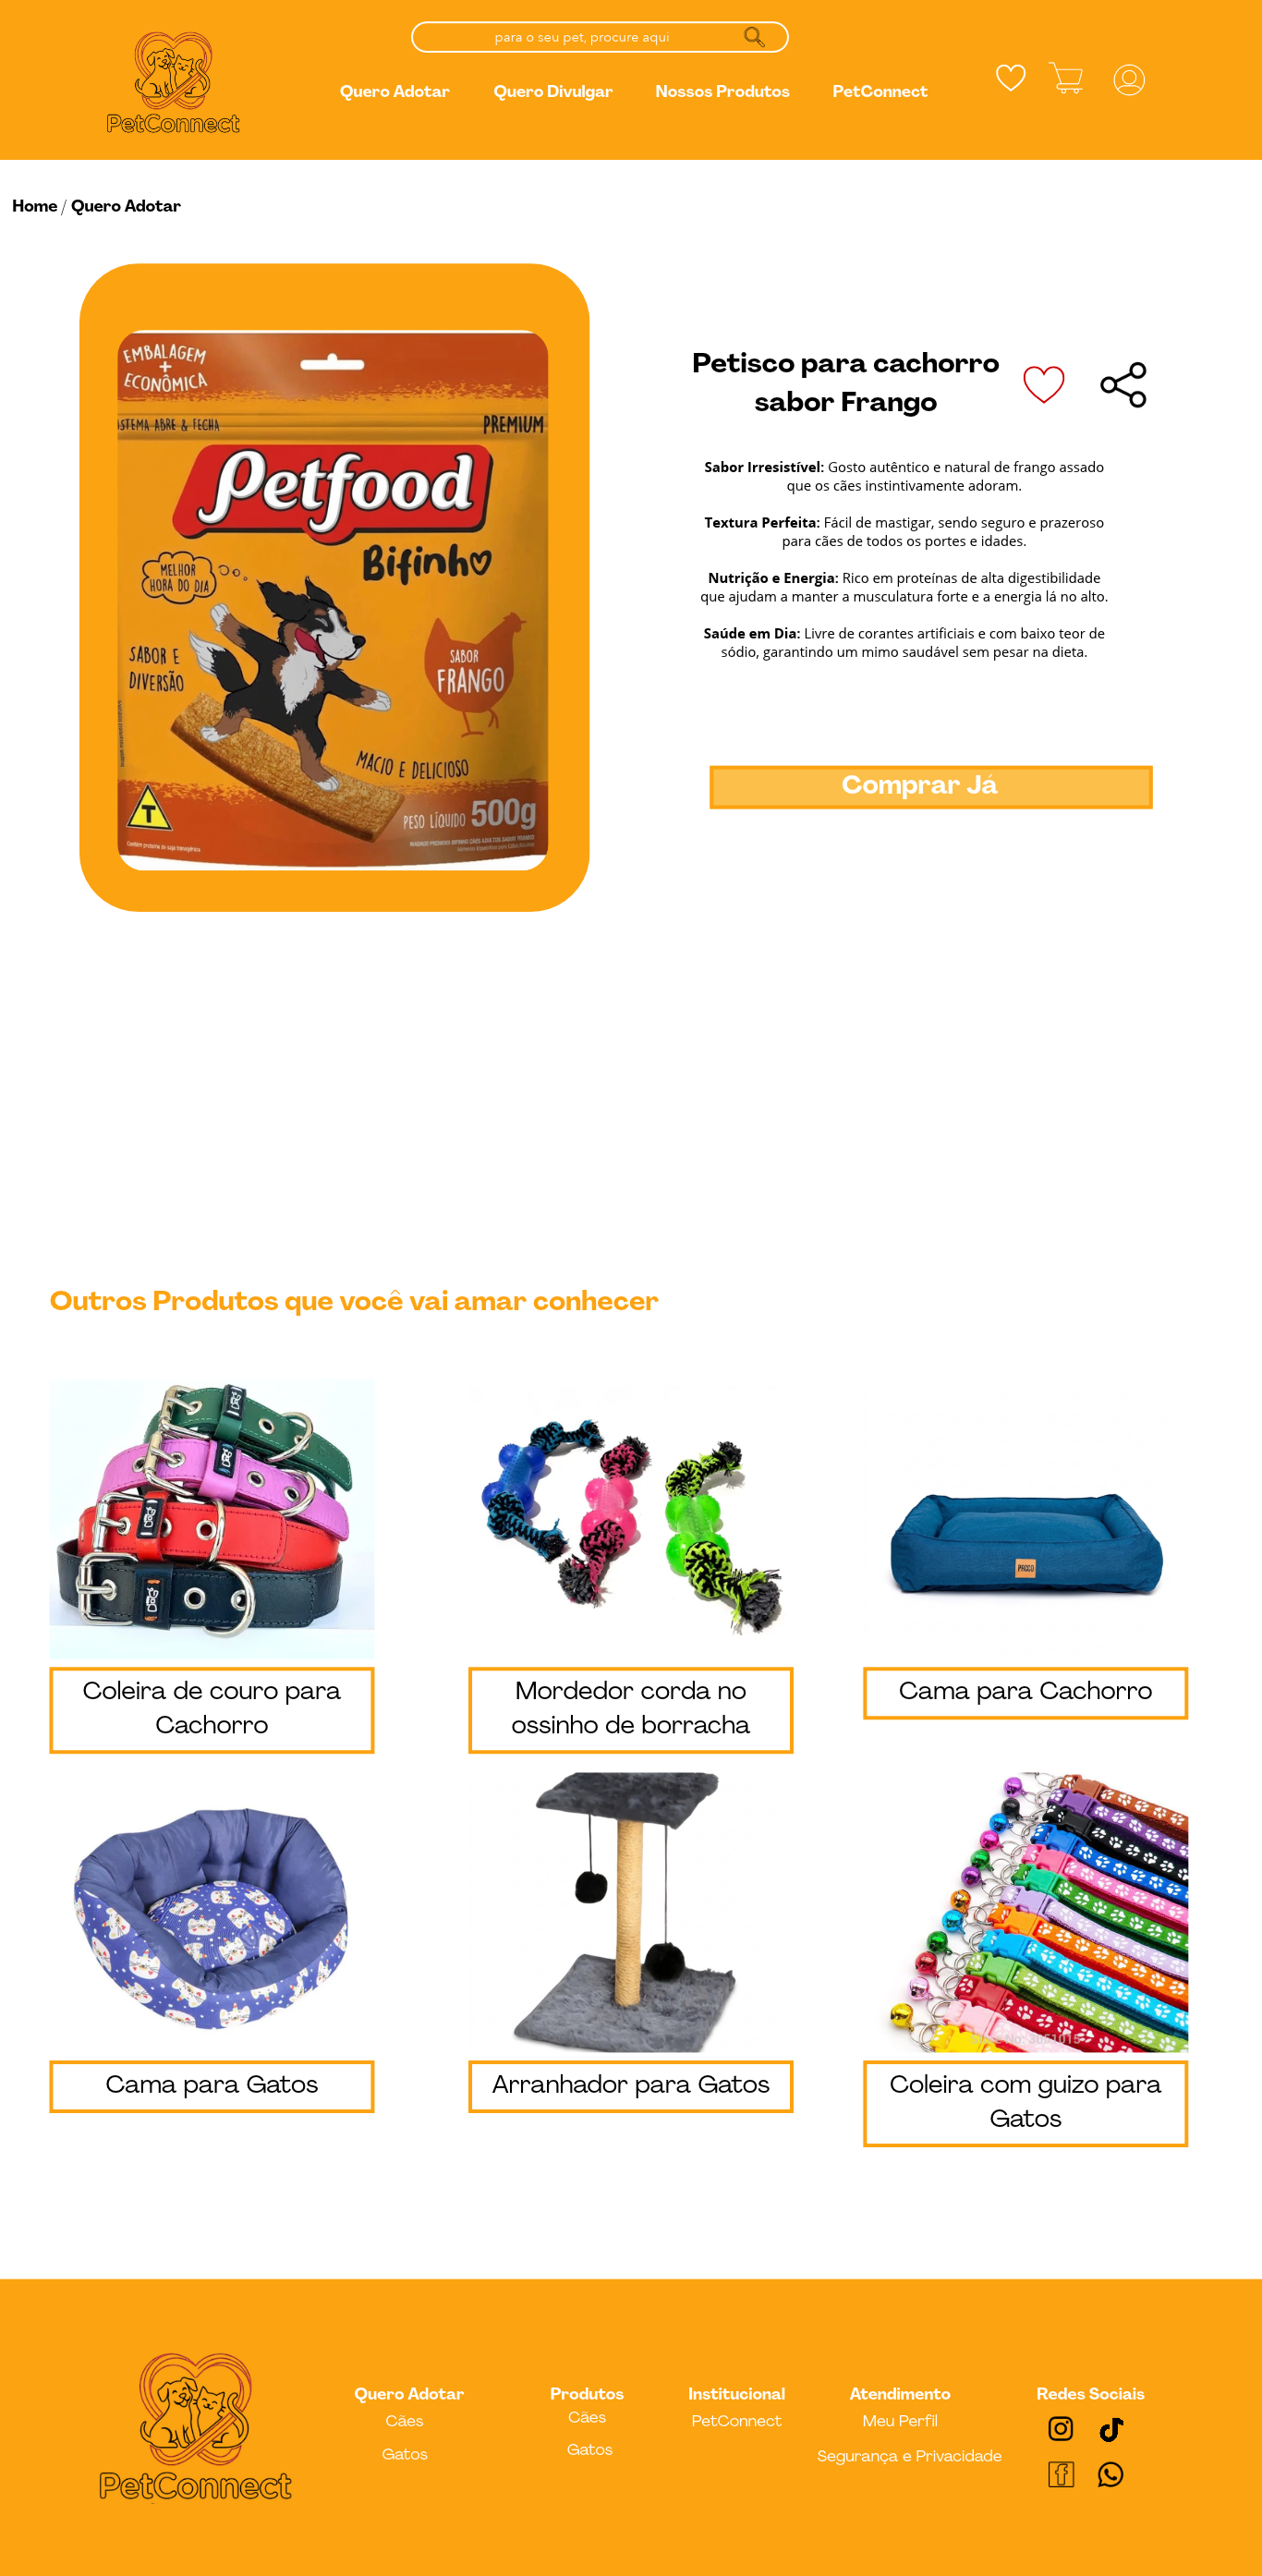 para o seu pet, procure aqui
PetConnect
Quero Adotar
Quero Divulgar
Nossos Produtos
PetConnect
Home / Quero Adotar
EMBALAGEM
+
ECONÔMICA
STEMA ABRE & FECHA
PREMIUM
Petfood
Bifinho
MELHOR
HORA DO DIA
SABOR E
DIVERSÃO
SABOR
FRANGO
MACIO E DELICIOSO
T
PESO LÍQUIDO 500g
Petisco para cachorro
sabor Frango
Sabor Irresistível: Gosto autêntico e natural de frango assado
que os cães instintivamente adoram.
Textura Perfeita: Fácil de mastigar, sendo seguro e prazeroso
para cães de todos os portes e idades.
Nutrição e Energia: Rico em proteínas de alta digestibilidade
que ajudam a manter a musculatura forte e a energia lá no alto.
Saúde em Dia: Livre de corantes artificiais e com baixo teor de
sódio, garantindo um mimo saudável sem pesar na dieta.
Comprar Já
Outros Produtos que você vai amar conhecer
Coleira de couro para
Cachorro
Mordedor corda no
ossinho de borracha
Cama para Cachorro
Cama para Gatos
Arranhador para Gatos
Coleira com guizo para
Gatos
PetConnect
Quero Adotar
Cães
Gatos
Produtos
Cães
Gatos
Institucional
PetConnect
Atendimento
Meu Perfil
Segurança e Privacidade
Redes Sociais